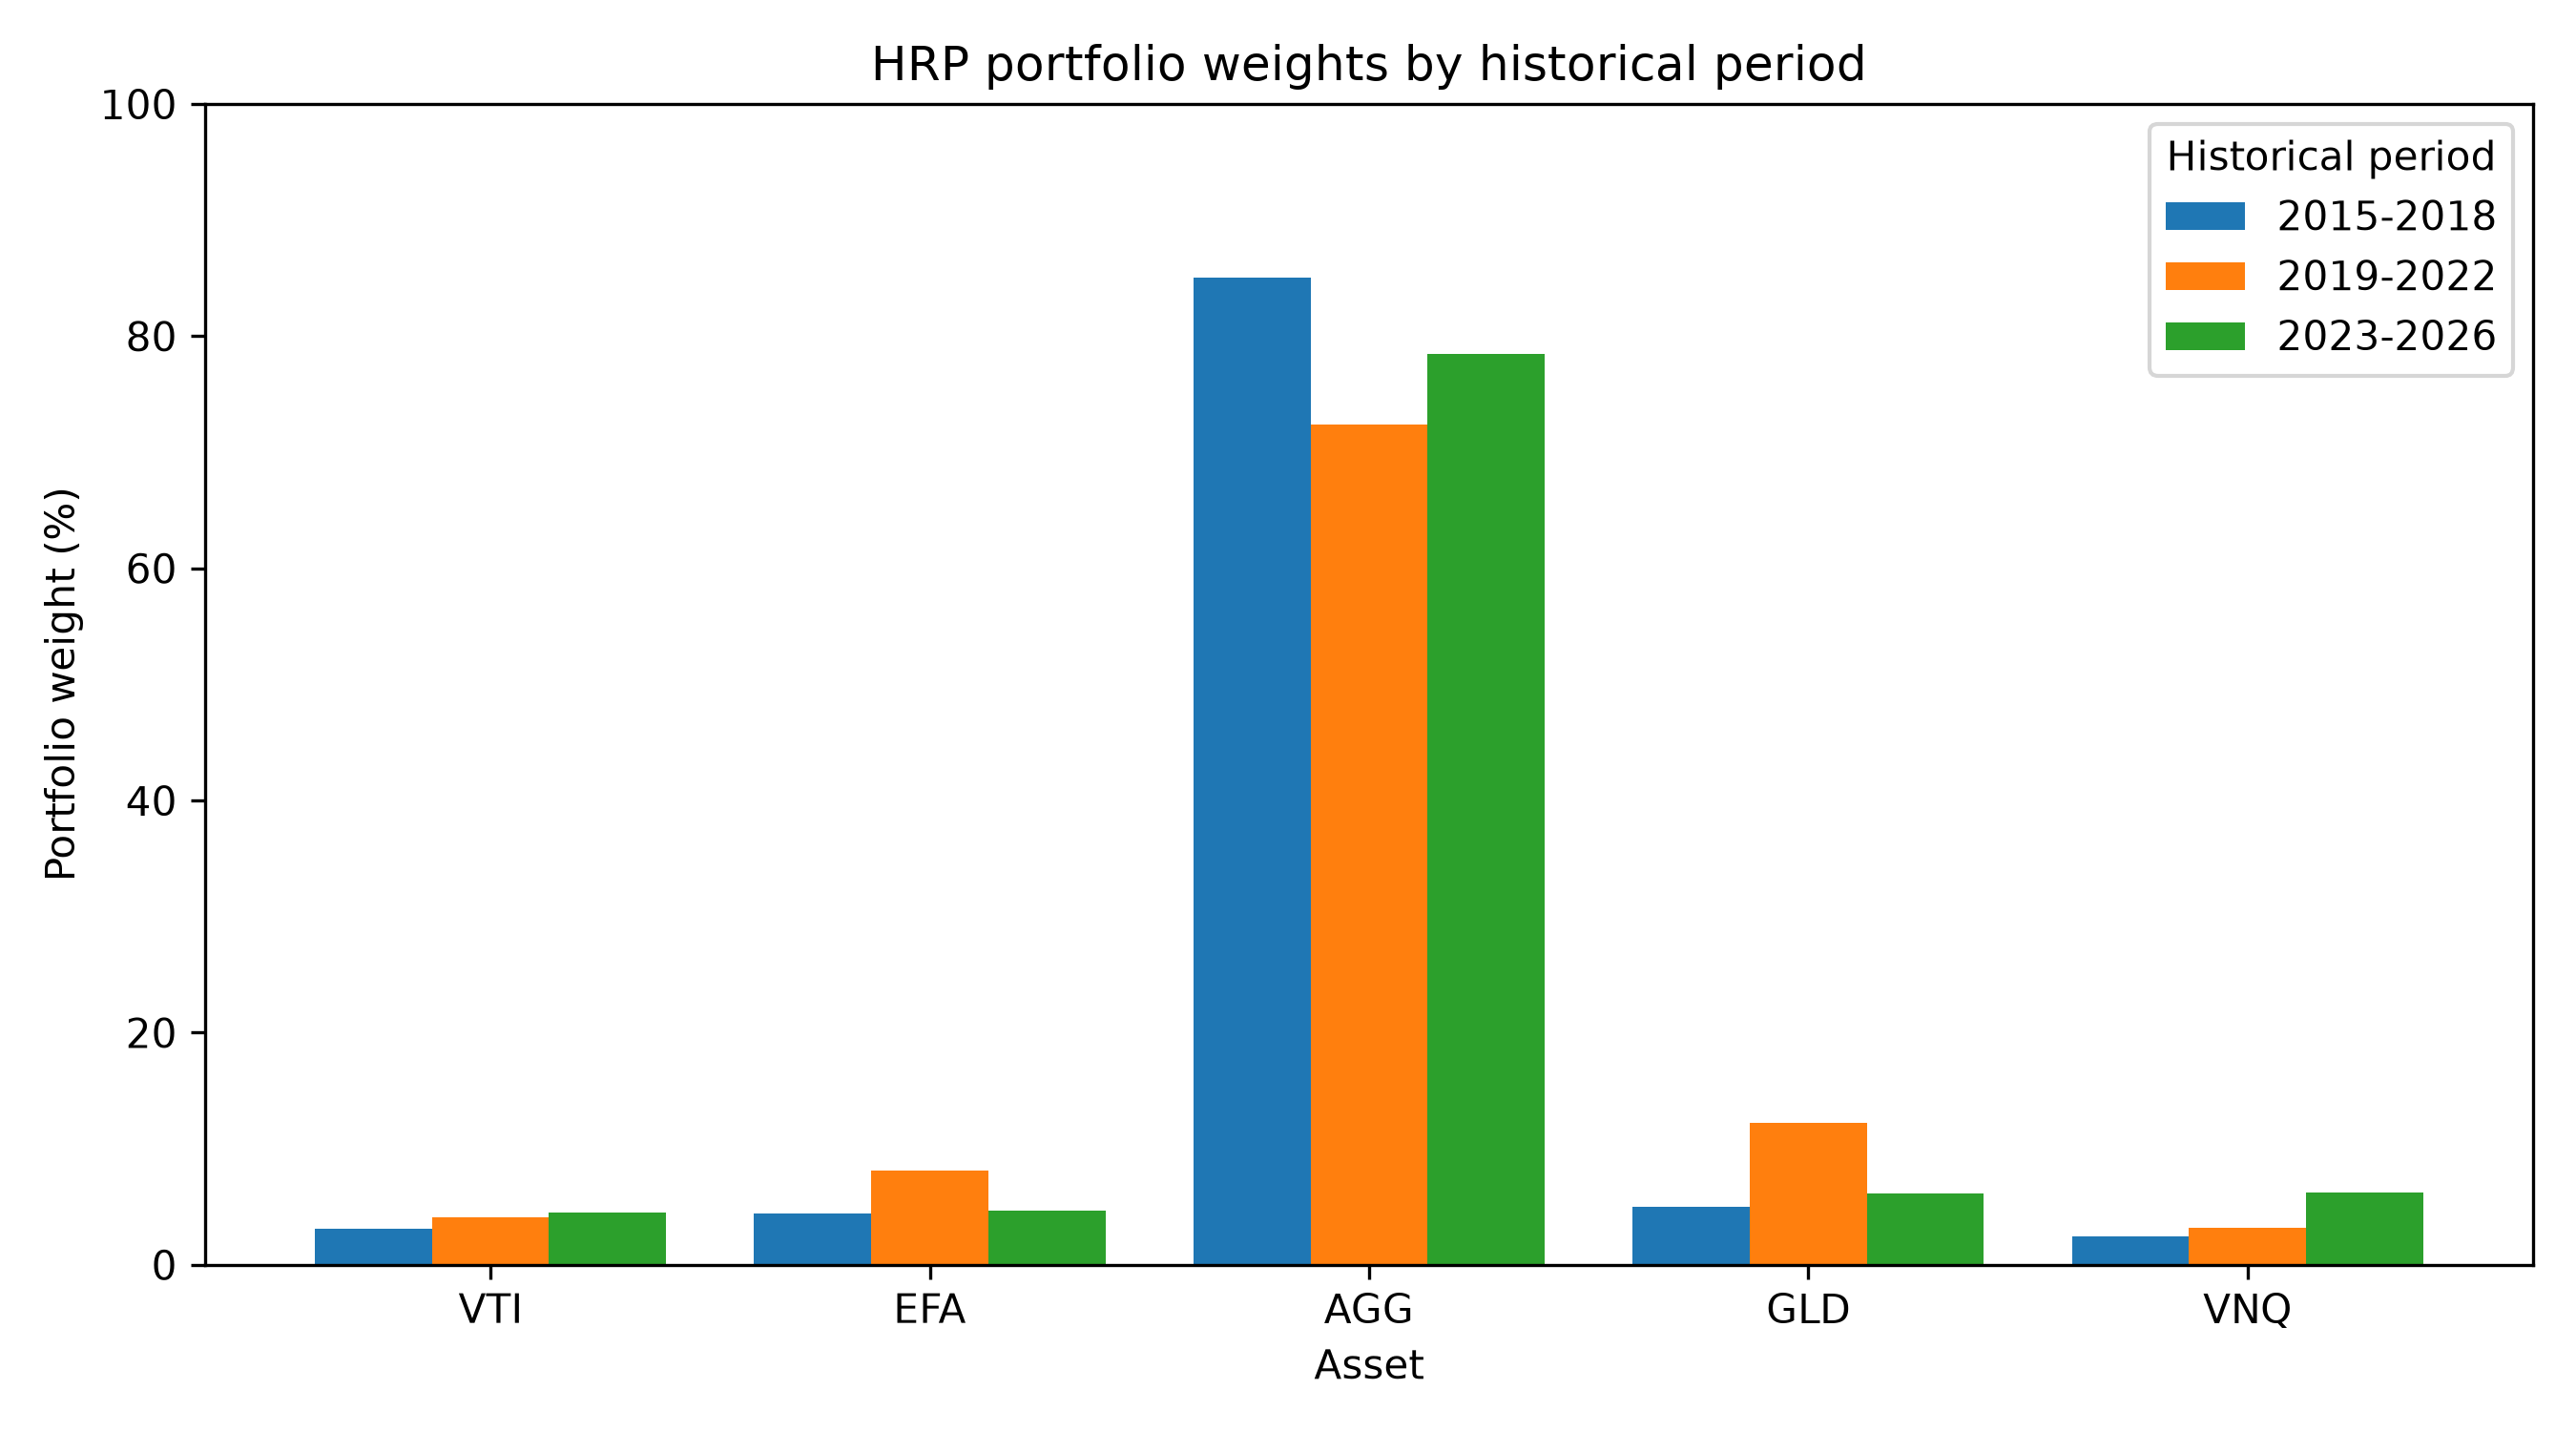 HRP portfolio weights by historical period
Portfolio weight (%)
100
80
60
40
20
0
Historical period
2015-2018
2019-2022
2023-2026
VTI EFA AGG GLD VNQ
Asset